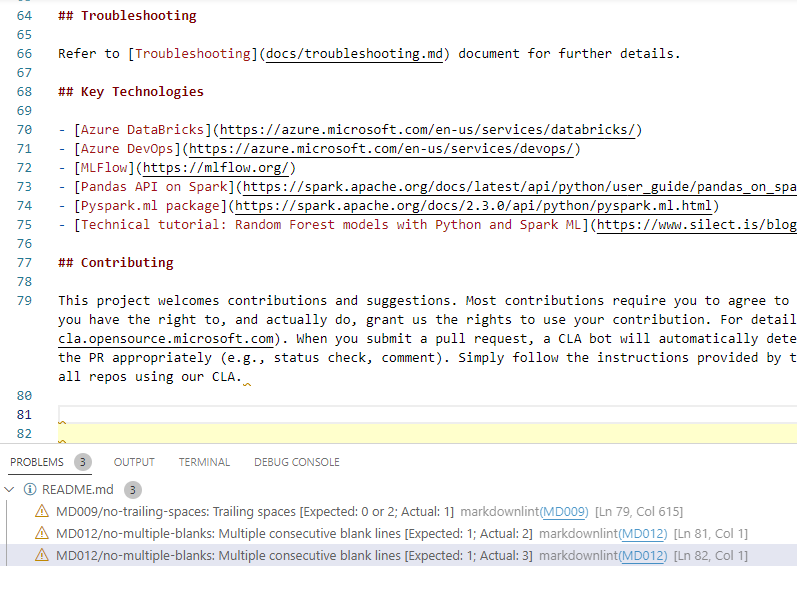 64 ## Troubleshooting
65
66 Refer to [Troubleshooting](docs/troubleshooting.md) document for further details.
67
68 ## Key Technologies
69
70 - [Azure DataBricks](https://azure.microsoft.com/en-us/services/databricks/)
71 - [Azure DevOps](https://azure.microsoft.com/en-us/services/devops/)
72 - [MLFlow](https://mlflow.org/)
73 - [Pandas API on Spark](https://spark.apache.org/docs/latest/api/python/user_guide/pandas_on_spa
74 - [Pyspark.ml package](https://spark.apache.org/docs/2.3.0/api/python/pyspark.ml.html)
75 - [Technical tutorial: Random Forest models with Python and Spark ML](https://www.silect.is/blog
76
77 ## Contributing
78
79 This project welcomes contributions and suggestions. Most contributions require you to agree to
you have the right to, and actually do, grant us the rights to use your contribution. For detail
cla.opensource.microsoft.com). When you submit a pull request, a CLA bot will automatically dete
the PR appropriately (e.g., status check, comment). Simply follow the instructions provided by t
all repos using our CLA.
80
81
82
PROBLEMS 3 OUTPUT TERMINAL DEBUG CONSOLE
README.md 3
MD009/no-trailing-spaces: Trailing spaces [Expected: 0 or 2; Actual: 1] markdownlint(MD009) [Ln 79, Col 615]
MD012/no-multiple-blanks: Multiple consecutive blank lines [Expected: 1; Actual: 2] markdownlint(MD012) [Ln 81, Col 1]
MD012/no-multiple-blanks: Multiple consecutive blank lines [Expected: 1; Actual: 3] markdownlint(MD012) [Ln 82, Col 1]